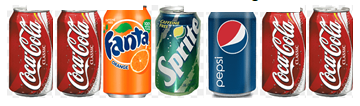 Coca-Cola
CLASSIC
Coca-Cola
CLASSIC
Fanta
ORANGE
CAFFEINE FREE
Sprite
pepsi
Coca-Cola
CLASSIC
Coca-Cola
CLASSIC